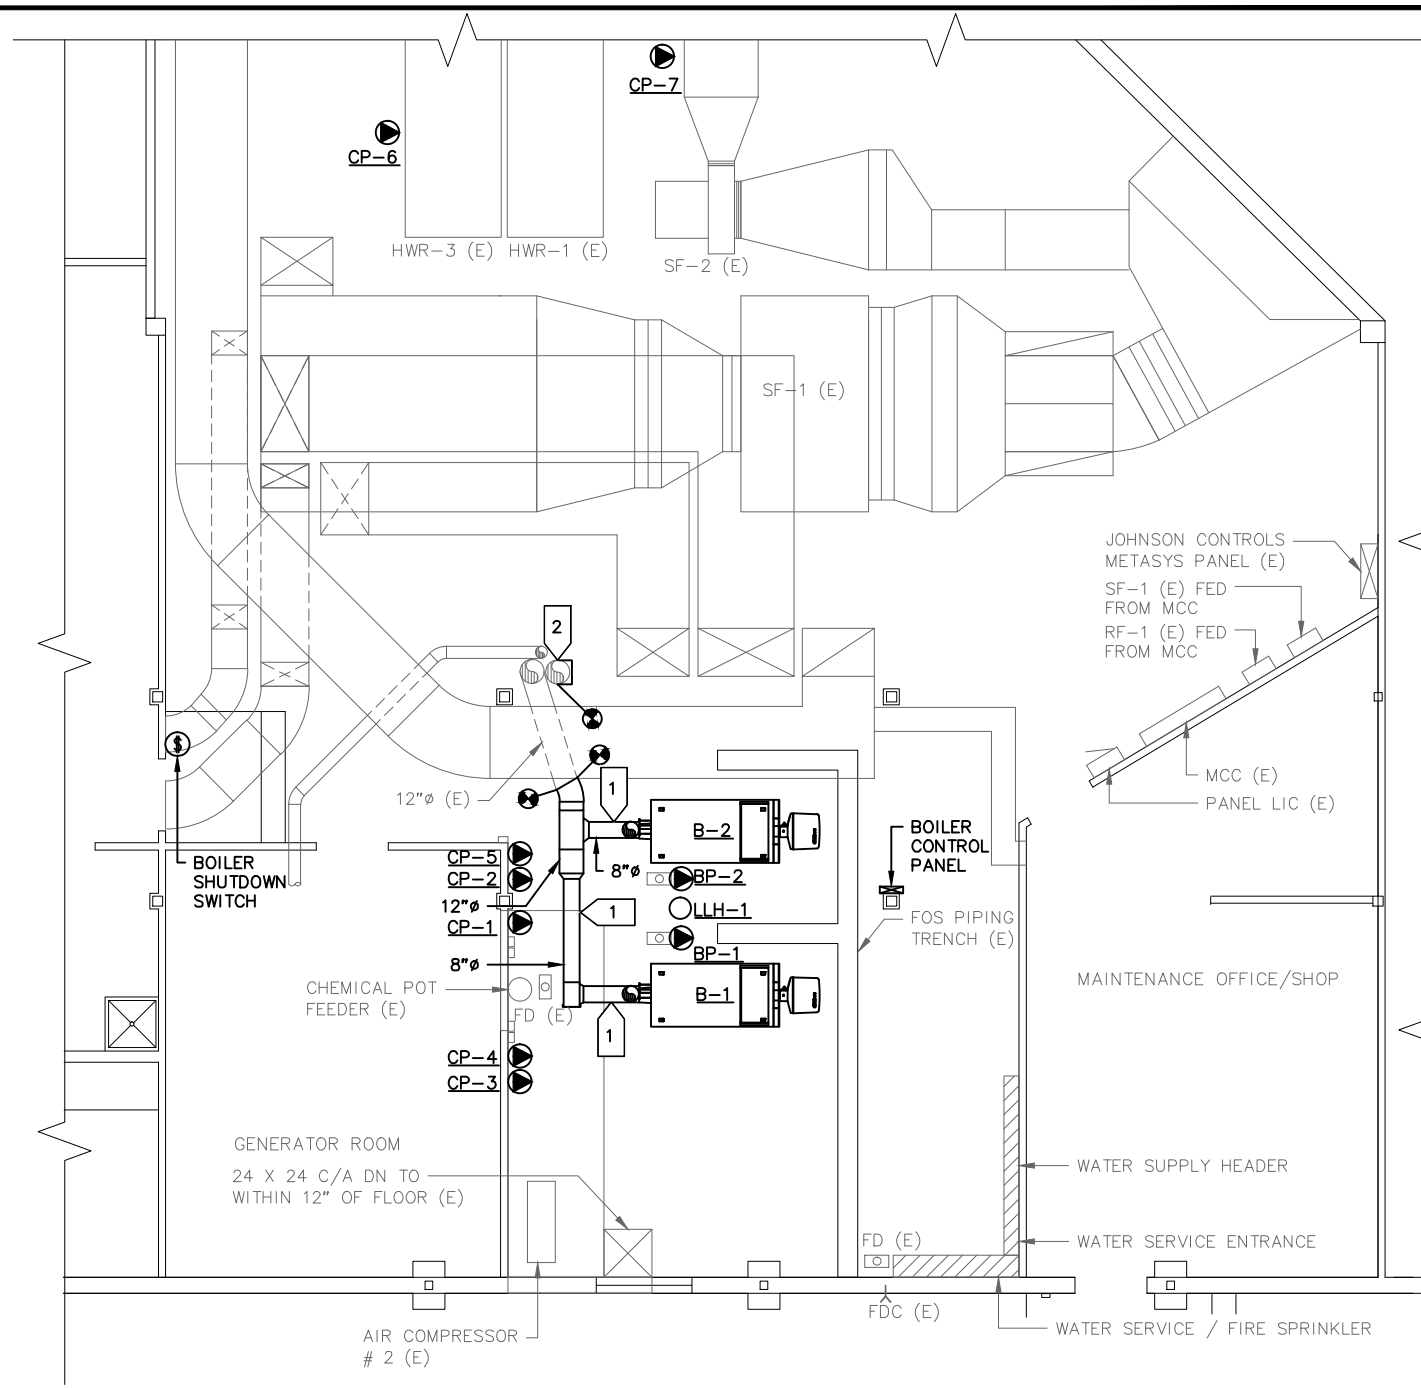 CP-7
CP-6
HWR-3 (E)
HWR-1 (E)
SF-2 (E)
SF-1 (E)
JOHNSON CONTROLS
METASYS PANEL (E)
SF-1 (E) FED
FROM MCC
RF-1 (E) FED
FROM MCC
2
$
MCC (E)
PANEL LIC (E)
12"ø (E)
1
B-2
BOILER
CONTROL
PANEL
BOILER
SHUTDOWN
SWITCH
CP-5
CP-2
8"ø
BP-2
12"ø
LLH-1
1
CP-1
FOS PIPING
TRENCH (E)
BP-1
8"ø
CHEMICAL POT
FEEDER (E)
FD (E)
B-1
MAINTENANCE OFFICE/SHOP
1
CP-4
CP-3
GENERATOR ROOM
24 X 24 C/A DN TO
WITHIN 12" OF FLOOR (E)
WATER SUPPLY HEADER
FD (E)
WATER SERVICE ENTRANCE
FDC (E)
WATER SERVICE / FIRE SPRINKLER
AIR COMPRESSOR
# 2 (E)